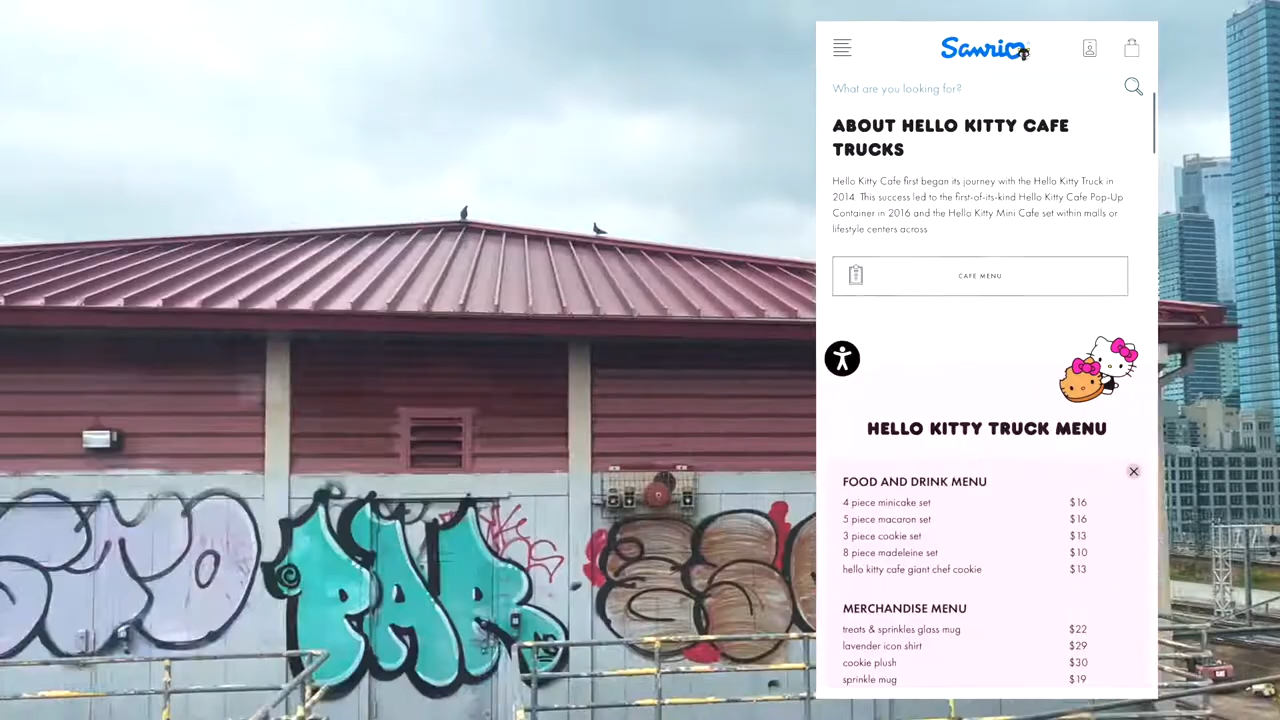 Sanrio
What are you looking for?
ABOUT HELLO KITTY CAFE
TRUCKS
Hello Kitty Cafe first began its journey with the Hello Kitty Truck in
2014. This success led to the first-of-its-kind Hello Kitty Cafe Pop-Up
Container in 2016 and the Hello Kitty Mini Cafe set within malls or
lifestyle centers across
CAFE MENU
HELLO KITTY TRUCK MENU
FOOD AND DRINK MENU
4 piece minicake set $16
5 piece macaron set $16
3 piece cookie set $13
8 piece madeleine set $10
hello kitty cafe giant chef cookie $13
MERCHANDISE MENU
treats & sprinkles glass mug $22
lavender icon shirt $29
cookie plush $30
sprinkle mug $19